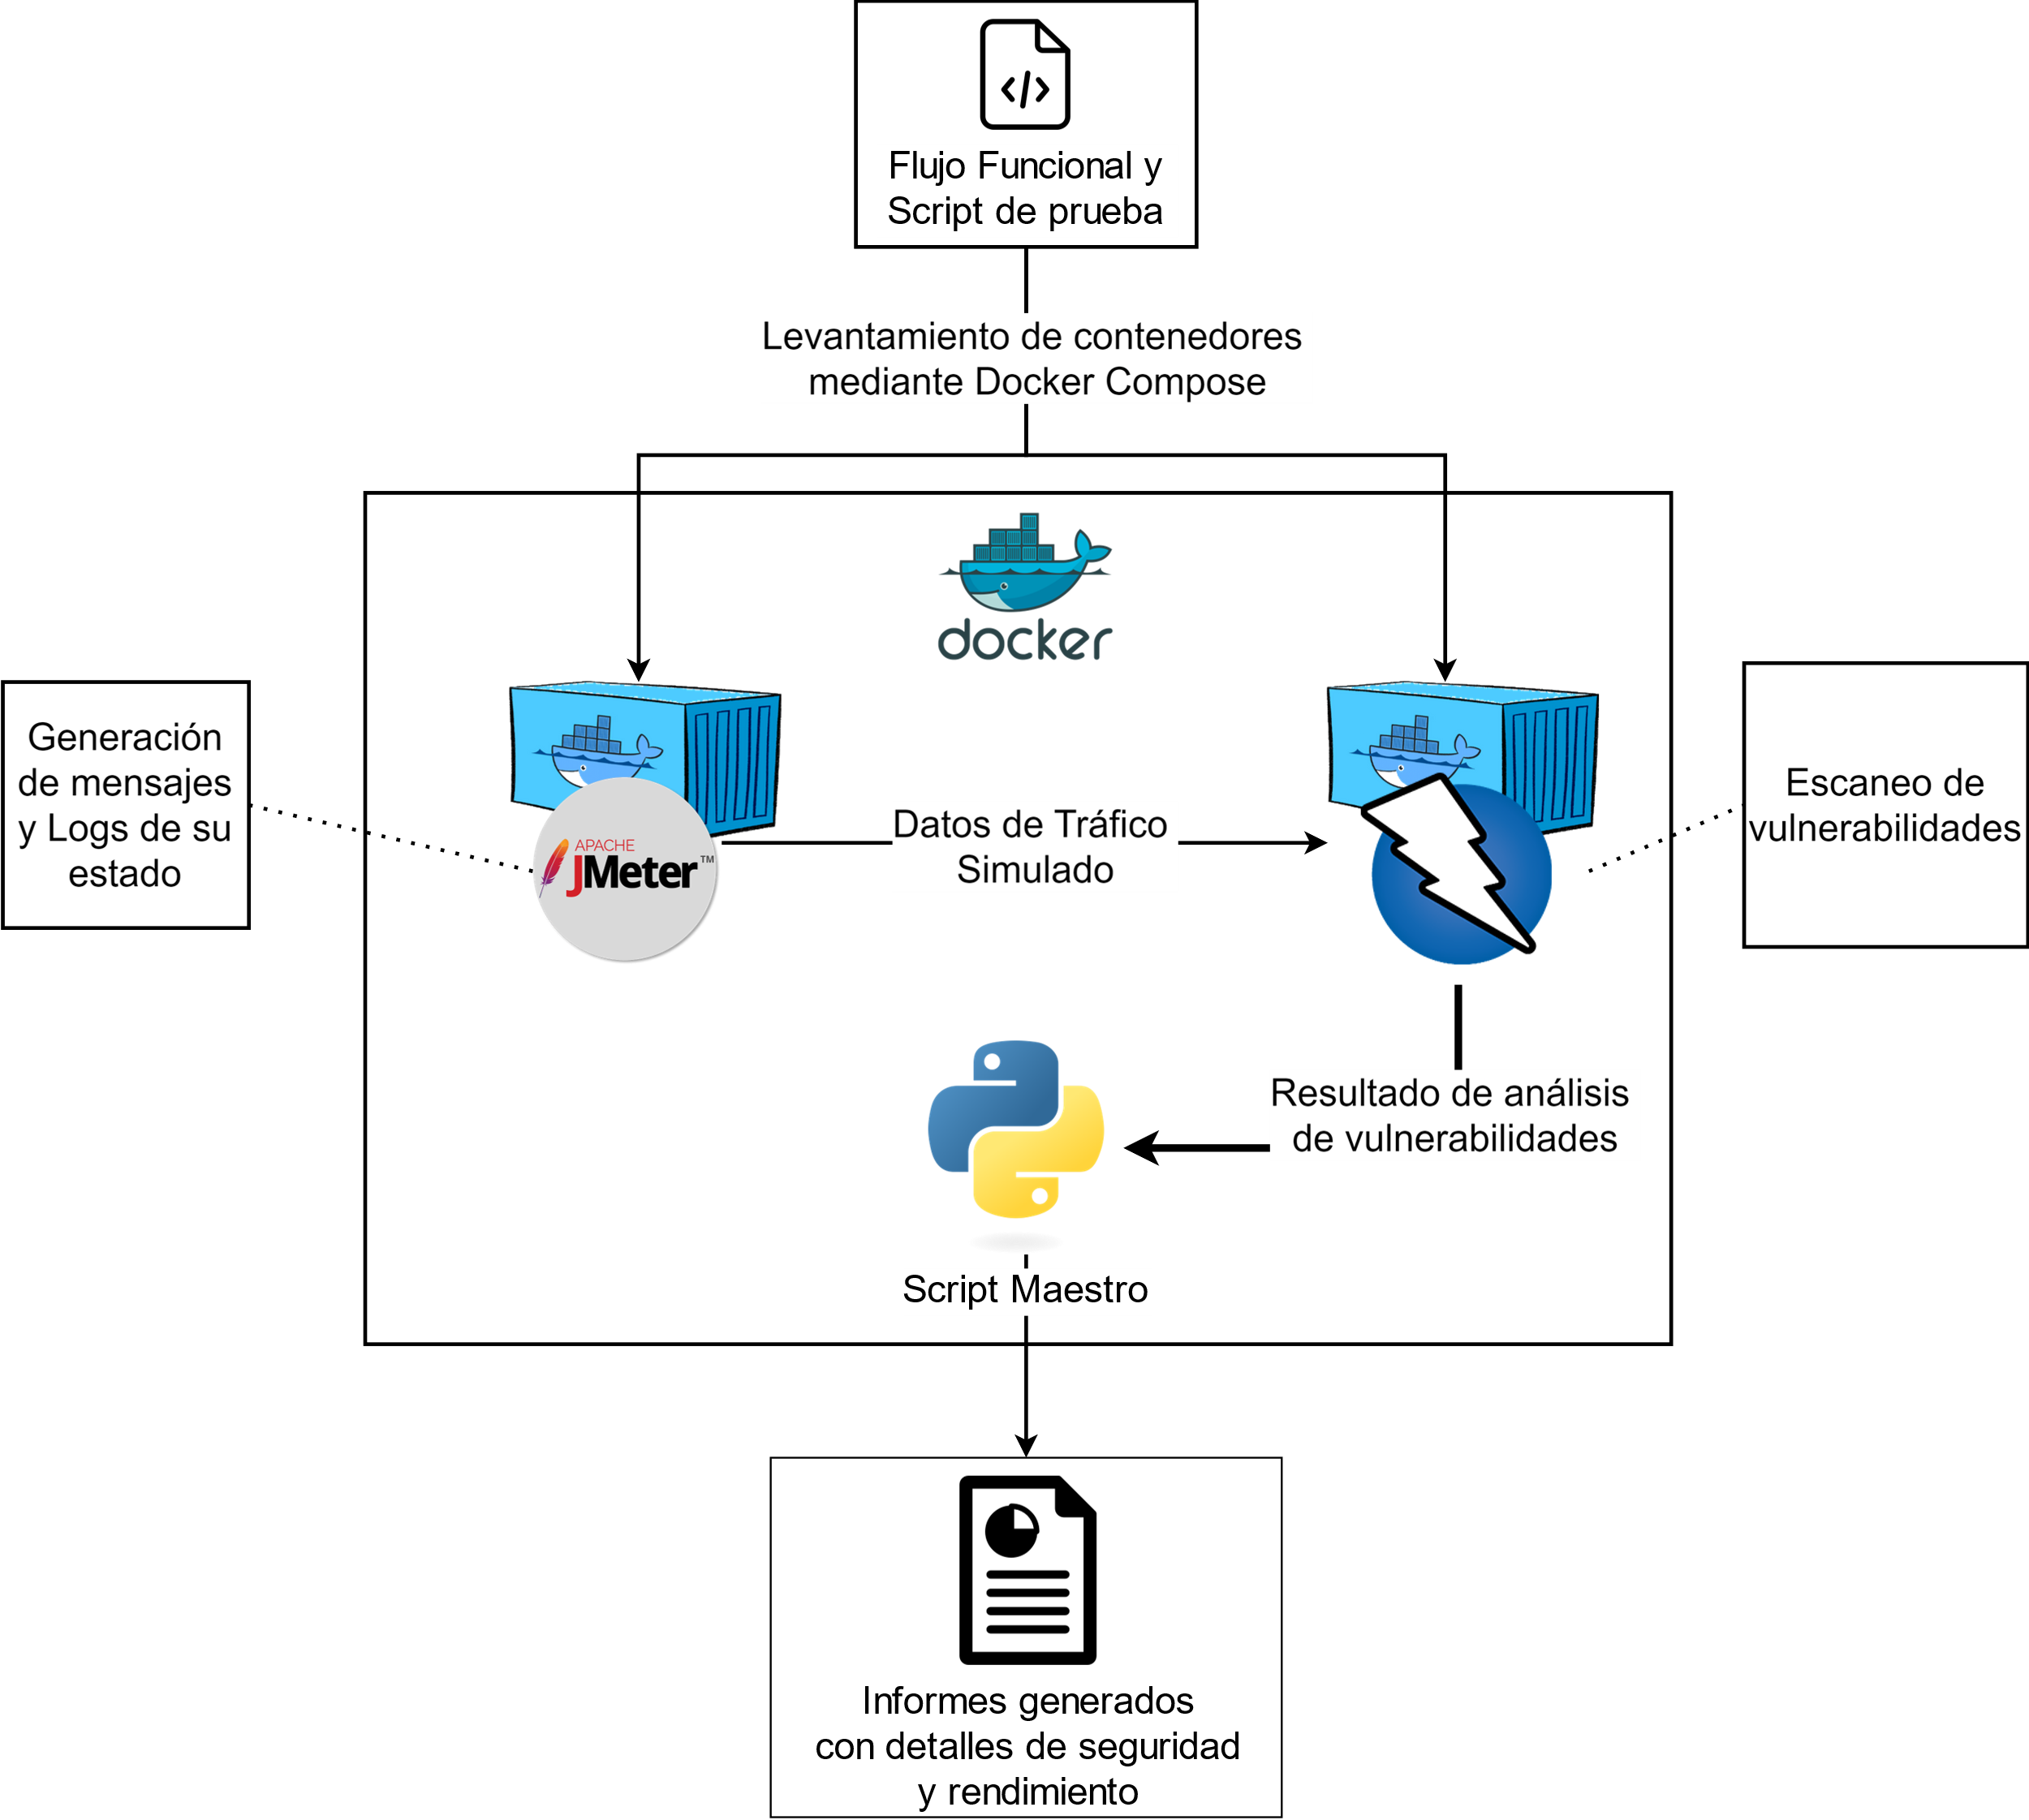 Flujo Funcional y
Script de prueba
Levantamiento de contenedores
mediante Docker Compose
docker
Generación
de mensajes
y Logs de su
estado
APACHE
JMeter™
Datos de Tráfico
Simulado
Escaneo de
vulnerabilidades
Resultado de análisis
de vulnerabilidades
Script Maestro
Informes generados
con detalles de seguridad
y rendimiento